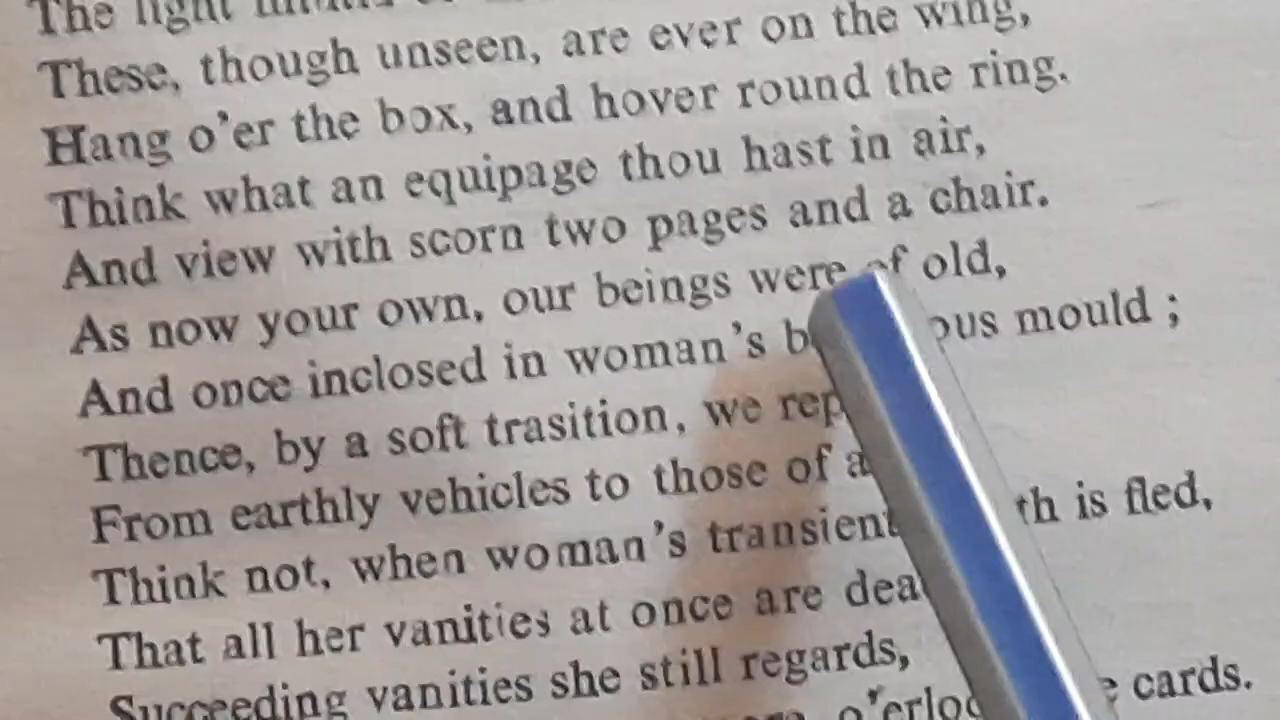 The light
These, though unseen, are ever on the wing,
Hang o'er the box, and hover round the ring.
Think what an equipage thou hast in air,
And view with scorn two pages and a chair.
As now your own, our beings were of old,
And once inclosed in woman's mould ;
Thence, by a soft trasition, we
From earthly vehicles to those of
Think not, when woman's transient is fled,
That all her vanities at once are
Succeeding vanities she still regards,
cards.